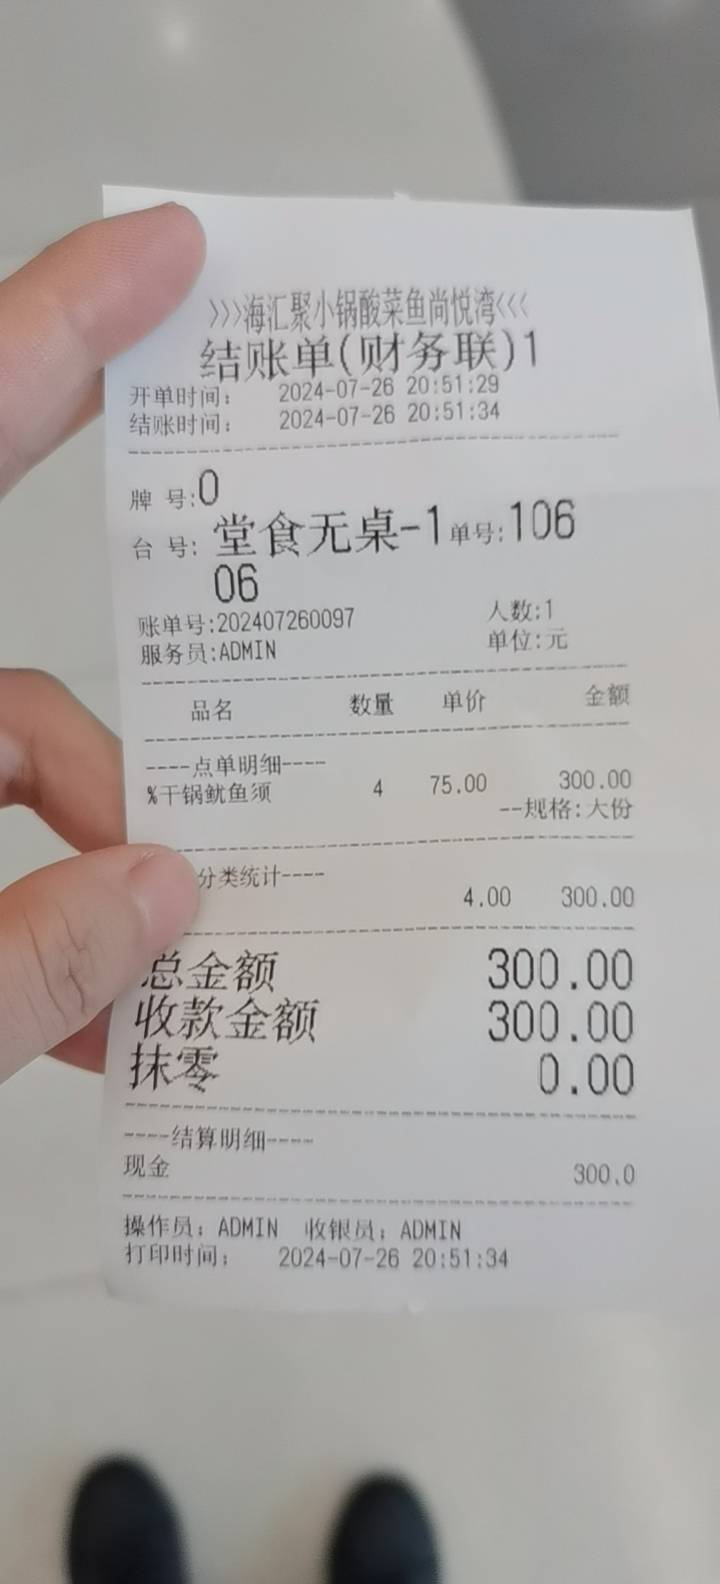 >>>海汇聚小锅酸菜鱼尚悦湾<<<
结账单(财务联)1
开单时间: 2024-07-26 20:51:29
结账时间: 2024-07-26 20:51:34
牌 号:0
台 号: 堂食无桌-1 单号:106
06
账单号:202407260097 人数:1
服务员:ADMIN 单位:元
品名 数量 单价 金额
----点单明细----
%干锅鱿鱼须 4 75.00 300.00
--规格:大份
分类统计----
4.00 300.00
总金额 300.00
收款金额 300.00
抹零 0.00
----结算明细----
现金 300.0
操作员: ADMIN 收银员: ADMIN
打印时间: 2024-07-26 20:51:34